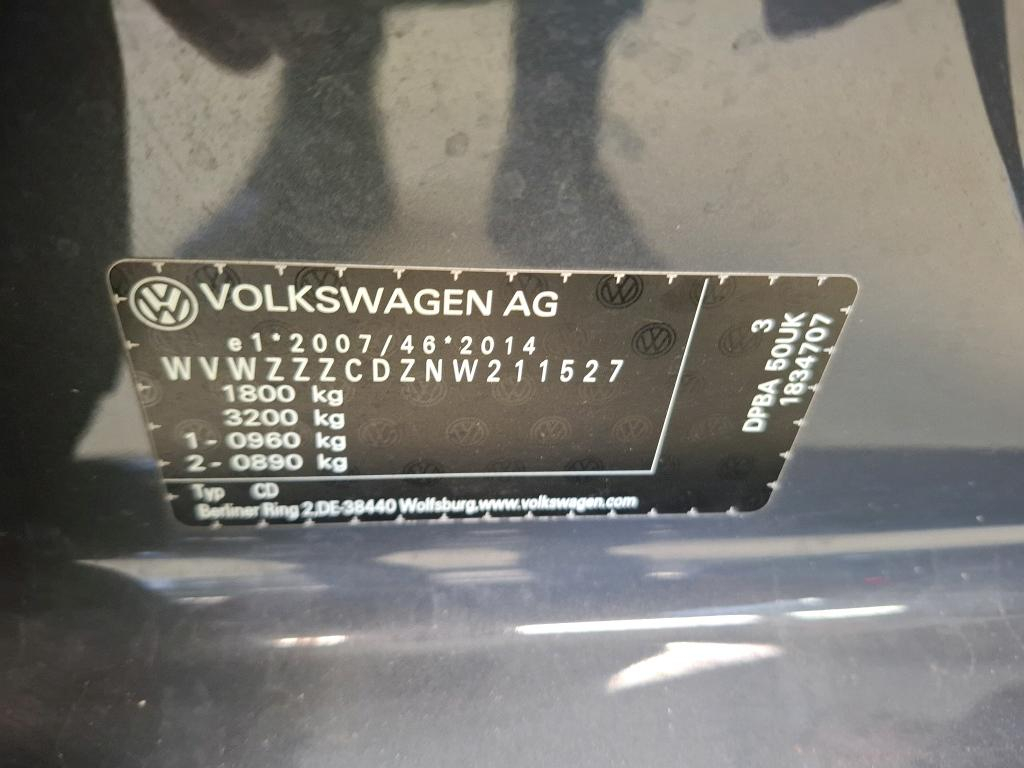 VOLKSWAGEN AG
e1*2007/46*2014
WVWZZZCDZNW211527
1800 kg
3200 kg
1- 0960 kg
2- 0890 kg
Typ CD
Berliner Ring 2,DE-38440 Wolfsburg,www.volkswagen.com
3
DPBA 50UK
1834707